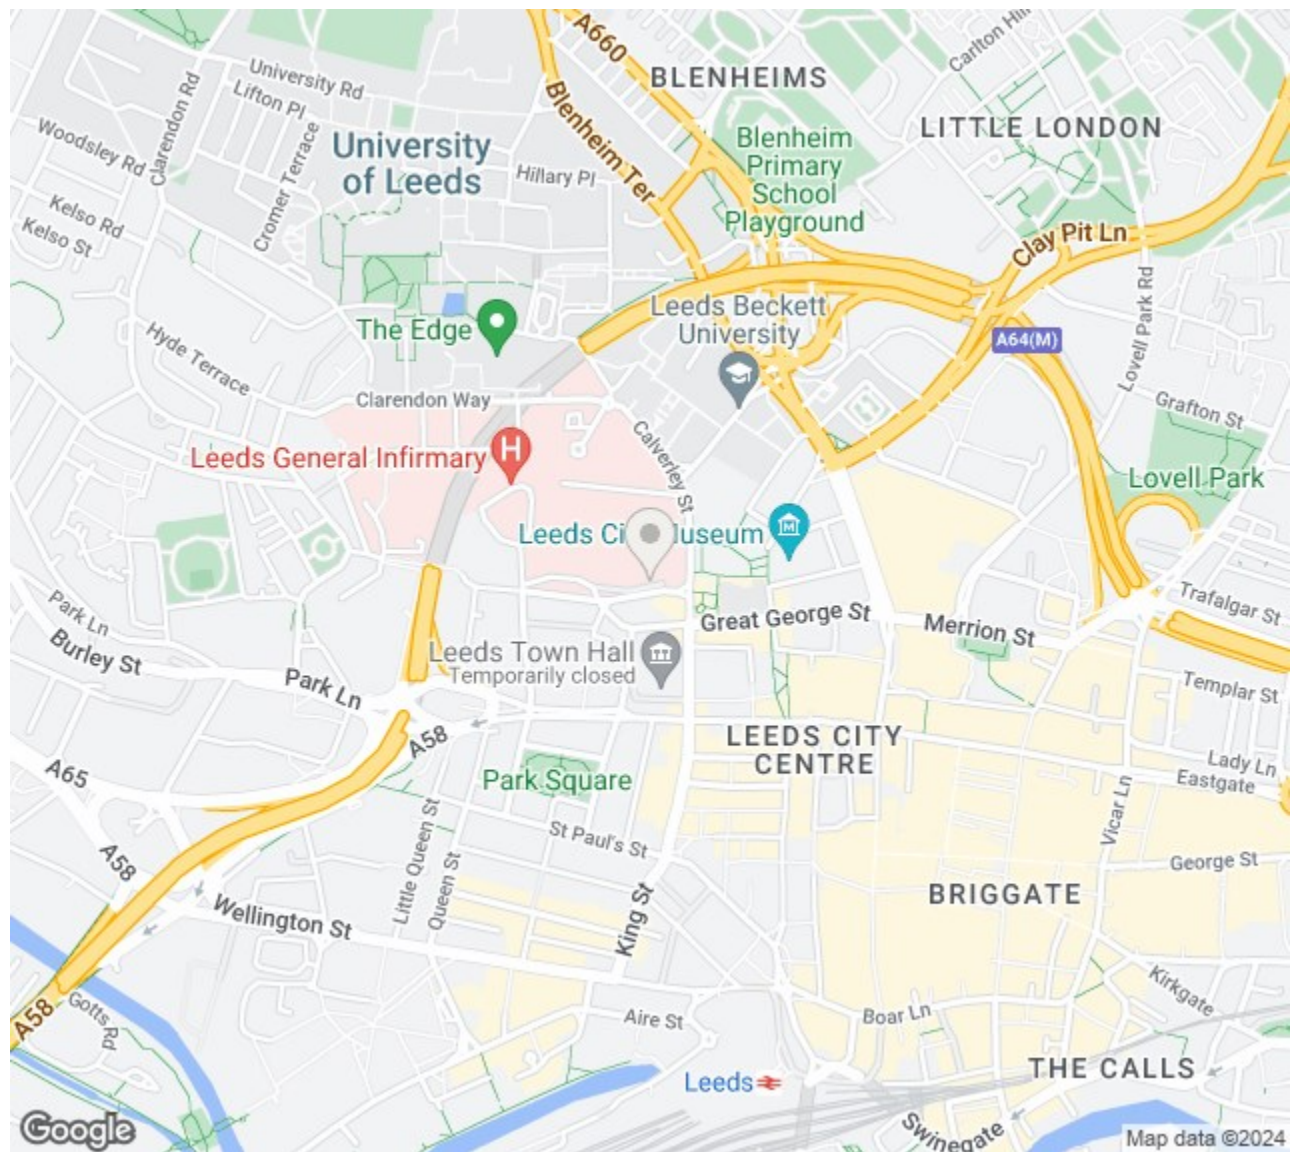 A660
Carlton Hill
BLENHEIMS
University Rd
Lifton Pl
Clarendon Rd
Woodsley Rd
Cromer Terrace
University
of Leeds
Hillary Pl
Blenheim Ter
Blenheim
Primary
School
Playground
LITTLE LONDON
Kelso Rd
Kelso St
Clay Pit Ln
Lovell Park Rd
Leeds Beckett
University
The Edge
A64(M)
Hyde Terrace
Clarendon Way
Grafton St
Calverley St
Leeds General Infirmary
H
Lovell Park
Leeds Ci useum
M
Park Ln
Burley St
Great George St
Merrion St
Trafalgar St
Leeds Town Hall
Temporarily closed
Park Ln
Templar St
A58
LEEDS CITY
CENTRE
Lady Ln
Eastgate
A65
Park Square
Little Queen St
Queen St
St Paul's St
Vicar Ln
George St
A58
BRIGGATE
Wellington St
King St
Kirkgate
A58
Gotts Rd
Aire St
Boar Ln
THE CALLS
Leeds
Swinegate
Google
Map data ©2024